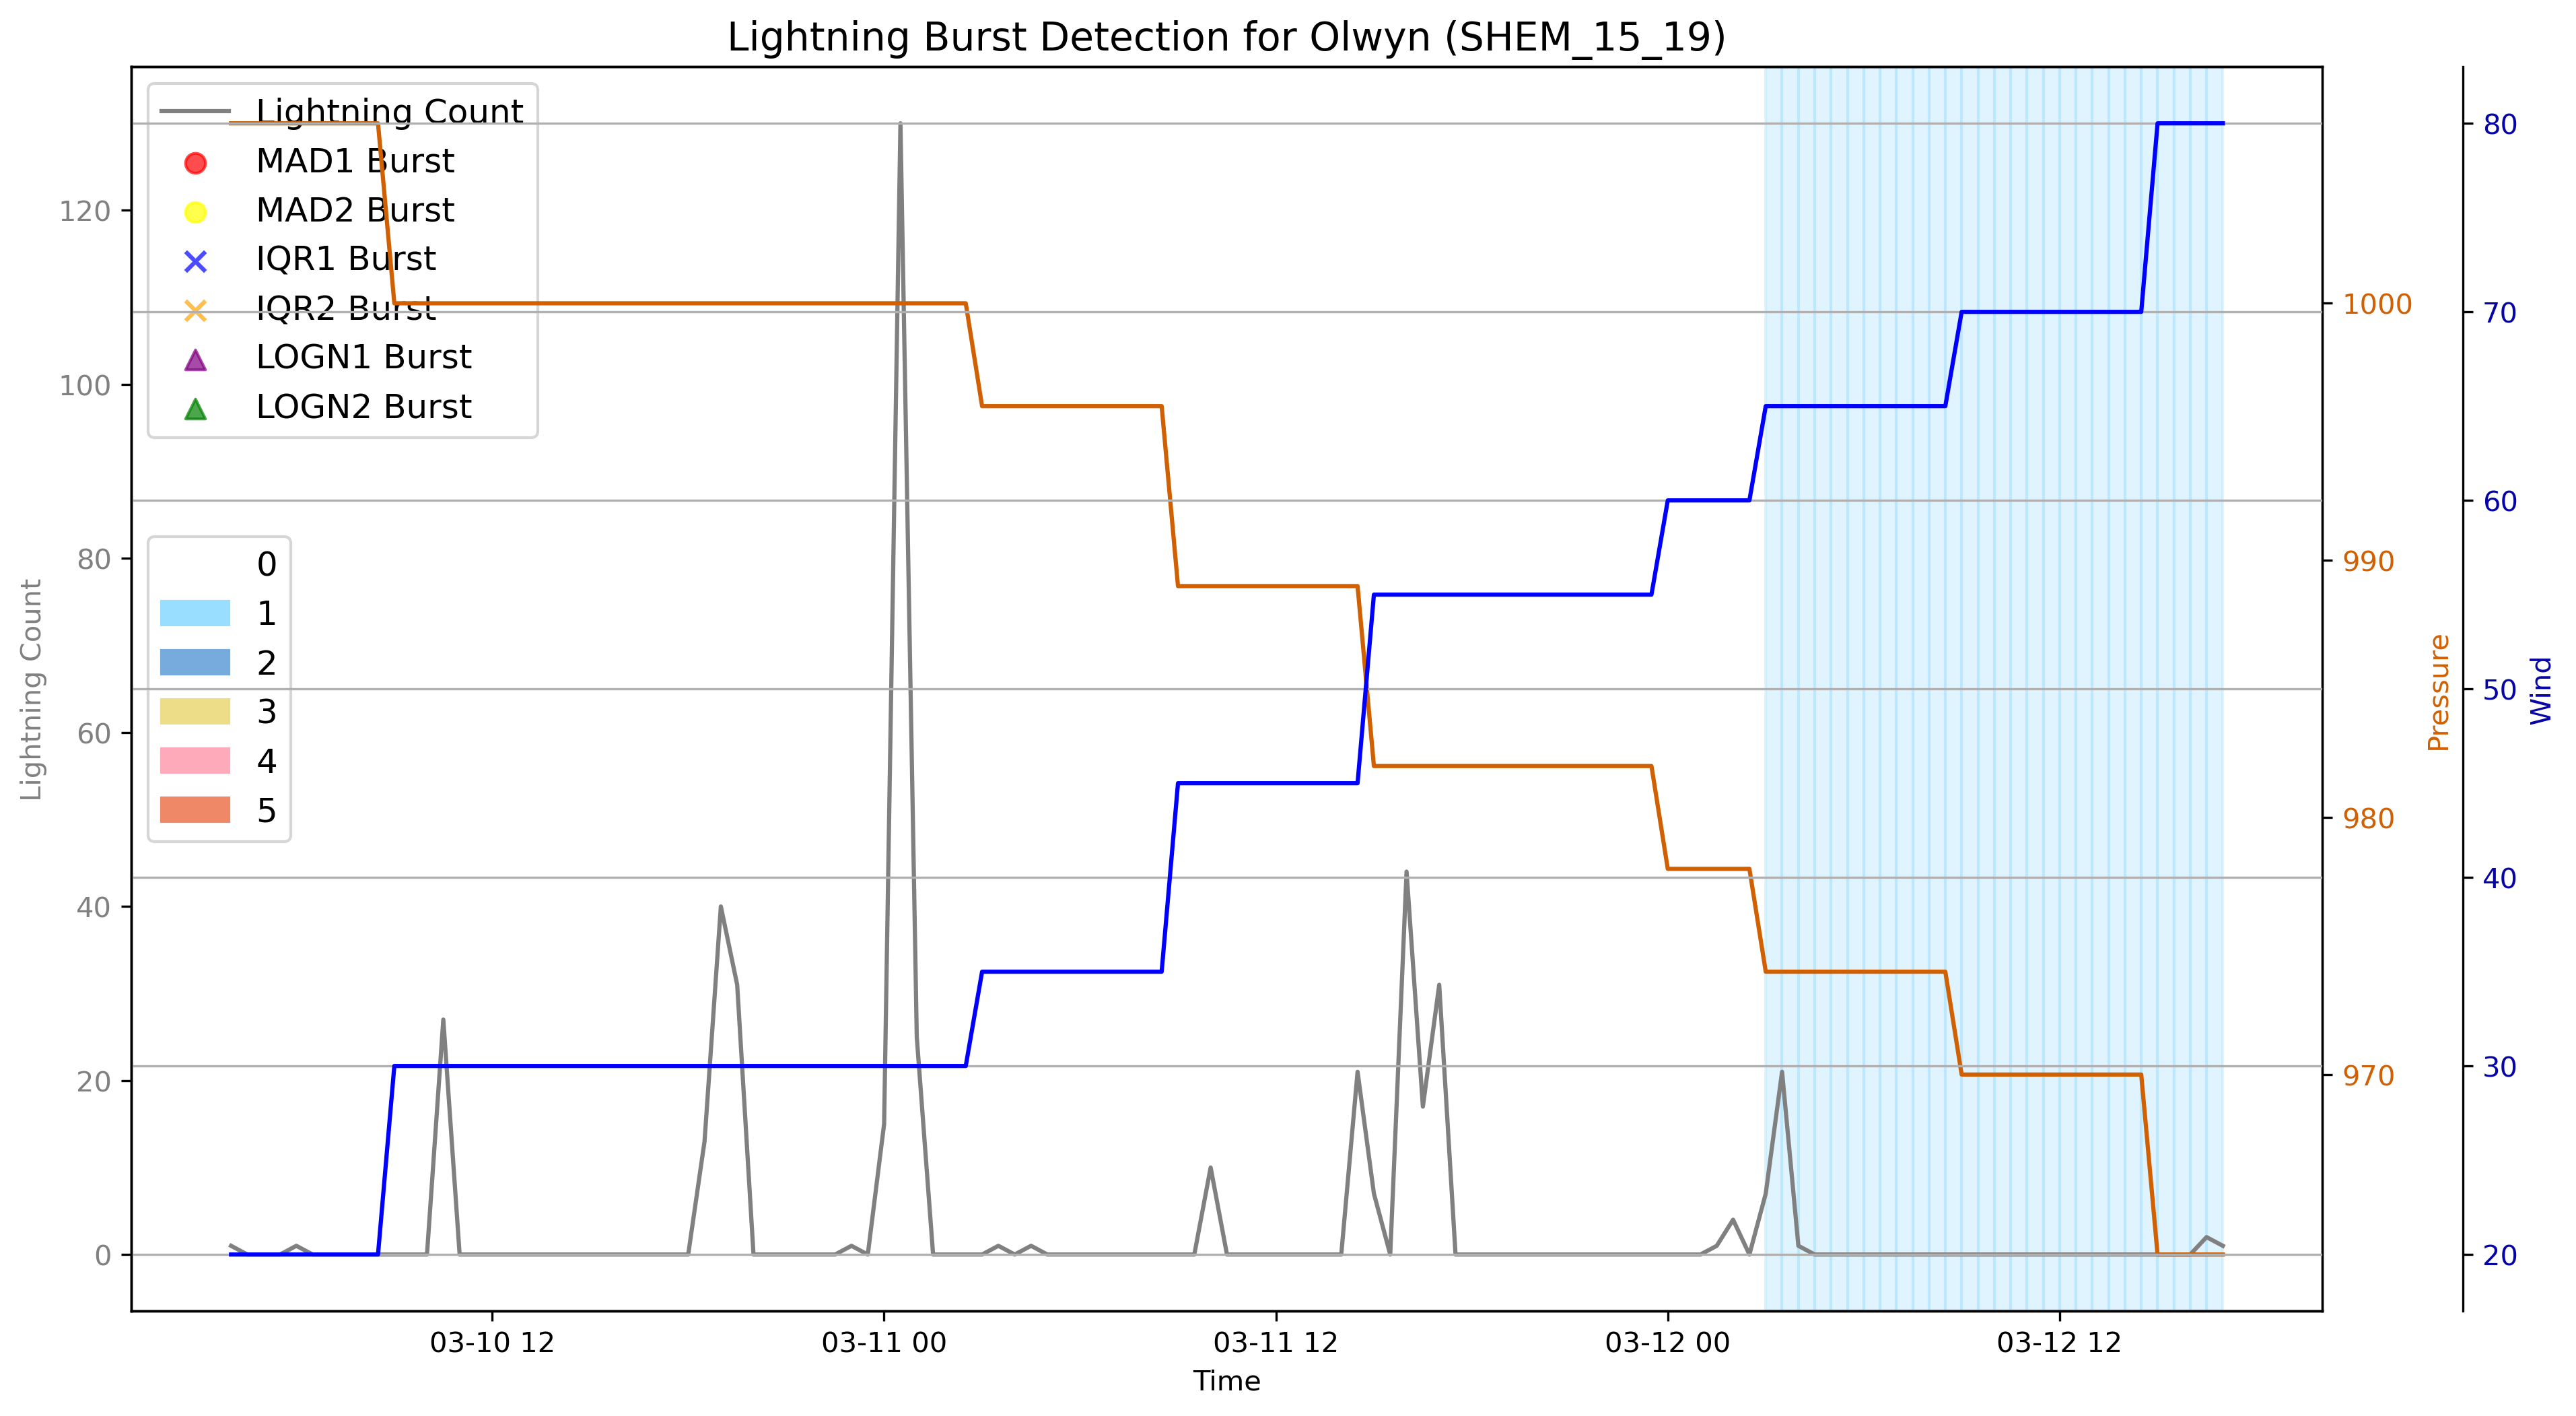 Lightning Burst Detection for Olwyn (SHEM_15_19)
Lightning Count
MAD1 Burst
MAD2 Burst
IQR1 Burst
IQR2 Burst
LOGN1 Burst
LOGN2 Burst
0
1
2
3
4
5
120
100
80
60
40
20
0
Lightning Count
1000
990
980
970
Pressure
80
70
60
50
40
30
20
Wind
03-10 12
03-11 00
03-11 12
03-12 00
03-12 12
Time